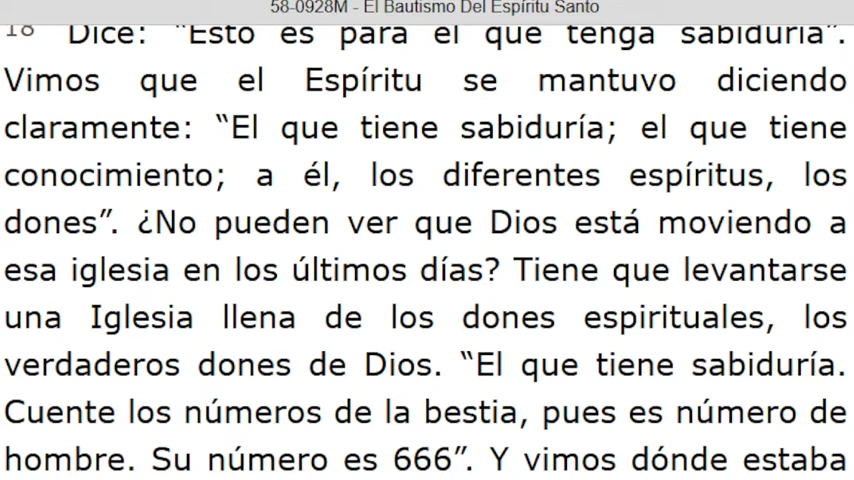 58-0928M - El Bautismo Del Espíritu Santo
18 Dice: “Esto es para el que tenga sabiduría”.
Vimos que el Espíritu se mantuvo diciendo
claramente: “El que tiene sabiduría; el que tiene
conocimiento; a él, los diferentes espíritus, los
dones”. ¿No pueden ver que Dios está moviendo a
esa iglesia en los últimos días? Tiene que levantarse
una Iglesia llena de los dones espirituales, los
verdaderos dones de Dios. “El que tiene sabiduría.
Cuente los números de la bestia, pues es número de
hombre. Su número es 666”. Y vimos dónde estaba